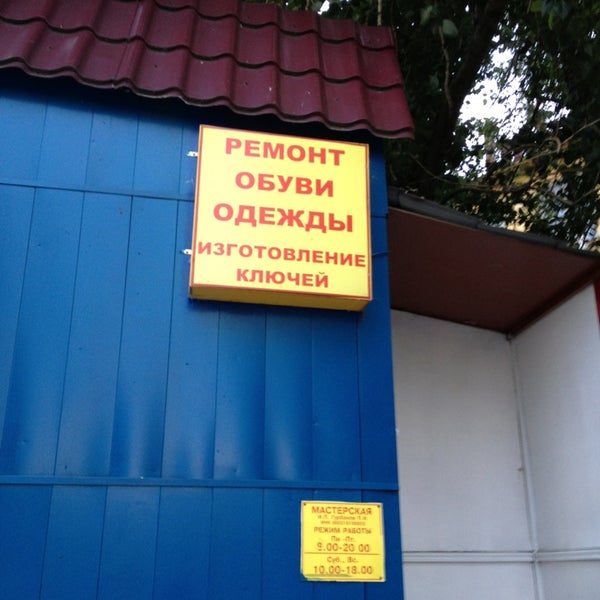 РЕМОНТ
ОБУВИ
ОДЕЖДЫ
ИЗГОТОВЛЕНИЕ
КЛЮЧЕЙ
МАСТЕРСКАЯ
РЕЖИМ РАБОТЫ
Пн -Пт.
9.00-20.00
Суб., Вс.
10.00-18.00